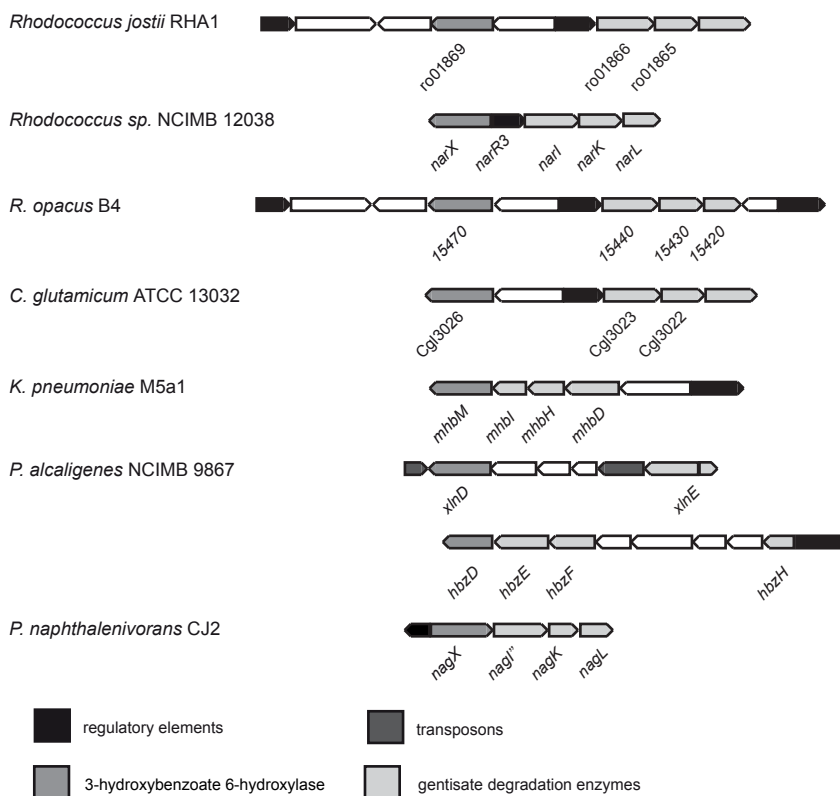 Rhodococcus jostii RHA1
ro01869 ro01866 ro01865
Rhodococcus sp. NCIMB 12038
narX narR3 narI narK narL
R. opacus B4
15470 15440 15430 15420
C. glutamicum ATCC 13032
Cgl3026 Cgl3023 Cgl3022
K. pneumoniae M5a1
mhbM mhbI mhbH mhbD
P. alcaligenes NCIMB 9867
xlnD xlnE
hbzD hbzE hbzF hbzH
P. naphthalenivorans CJ2
nagX nagI" nagK nagL
regulatory elements transposons
3-hydroxybenzoate 6-hydroxylase gentisate degradation enzymes